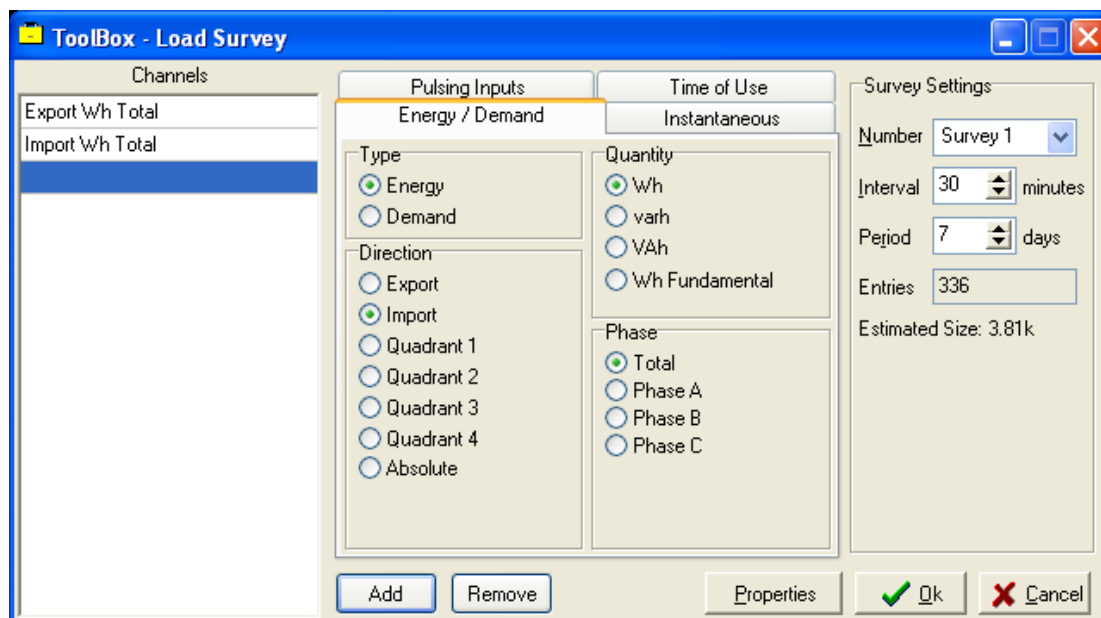 ToolBox - Load Survey
Channels
Export Wh Total
Import Wh Total
Pulsing Inputs
Time of Use
Energy / Demand
Instantaneous
Type
Energy
Demand
Direction
Export
Import
Quadrant 1
Quadrant 2
Quadrant 3
Quadrant 4
Absolute
Quantity
Wh
varh
VAh
Wh Fundamental
Phase
Total
Phase A
Phase B
Phase C
Survey Settings
Number Survey 1
Interval 30 minutes
Period 7 days
Entries 336
Estimated Size: 3.81k
Add
Remove
Properties
Ok
Cancel